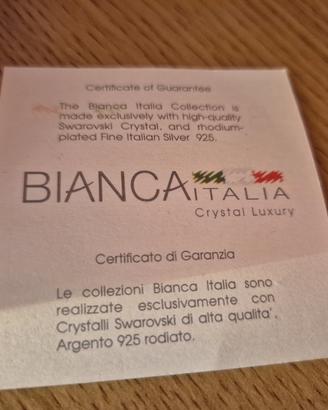 Certificate of Guarantee
The Bianca Italia Collection is
made exclusively with high-quality
Swarovski Crystal, and rhodium-
plated Fine Italian Silver 925.
BIANCA ITALIA
Crystal Luxury
Certificato di Garanzia
Le collezioni Bianca Italia sono
realizzate esclusivamente con
Crystalli Swarovski di alta qualita',
Argento 925 rodiato.